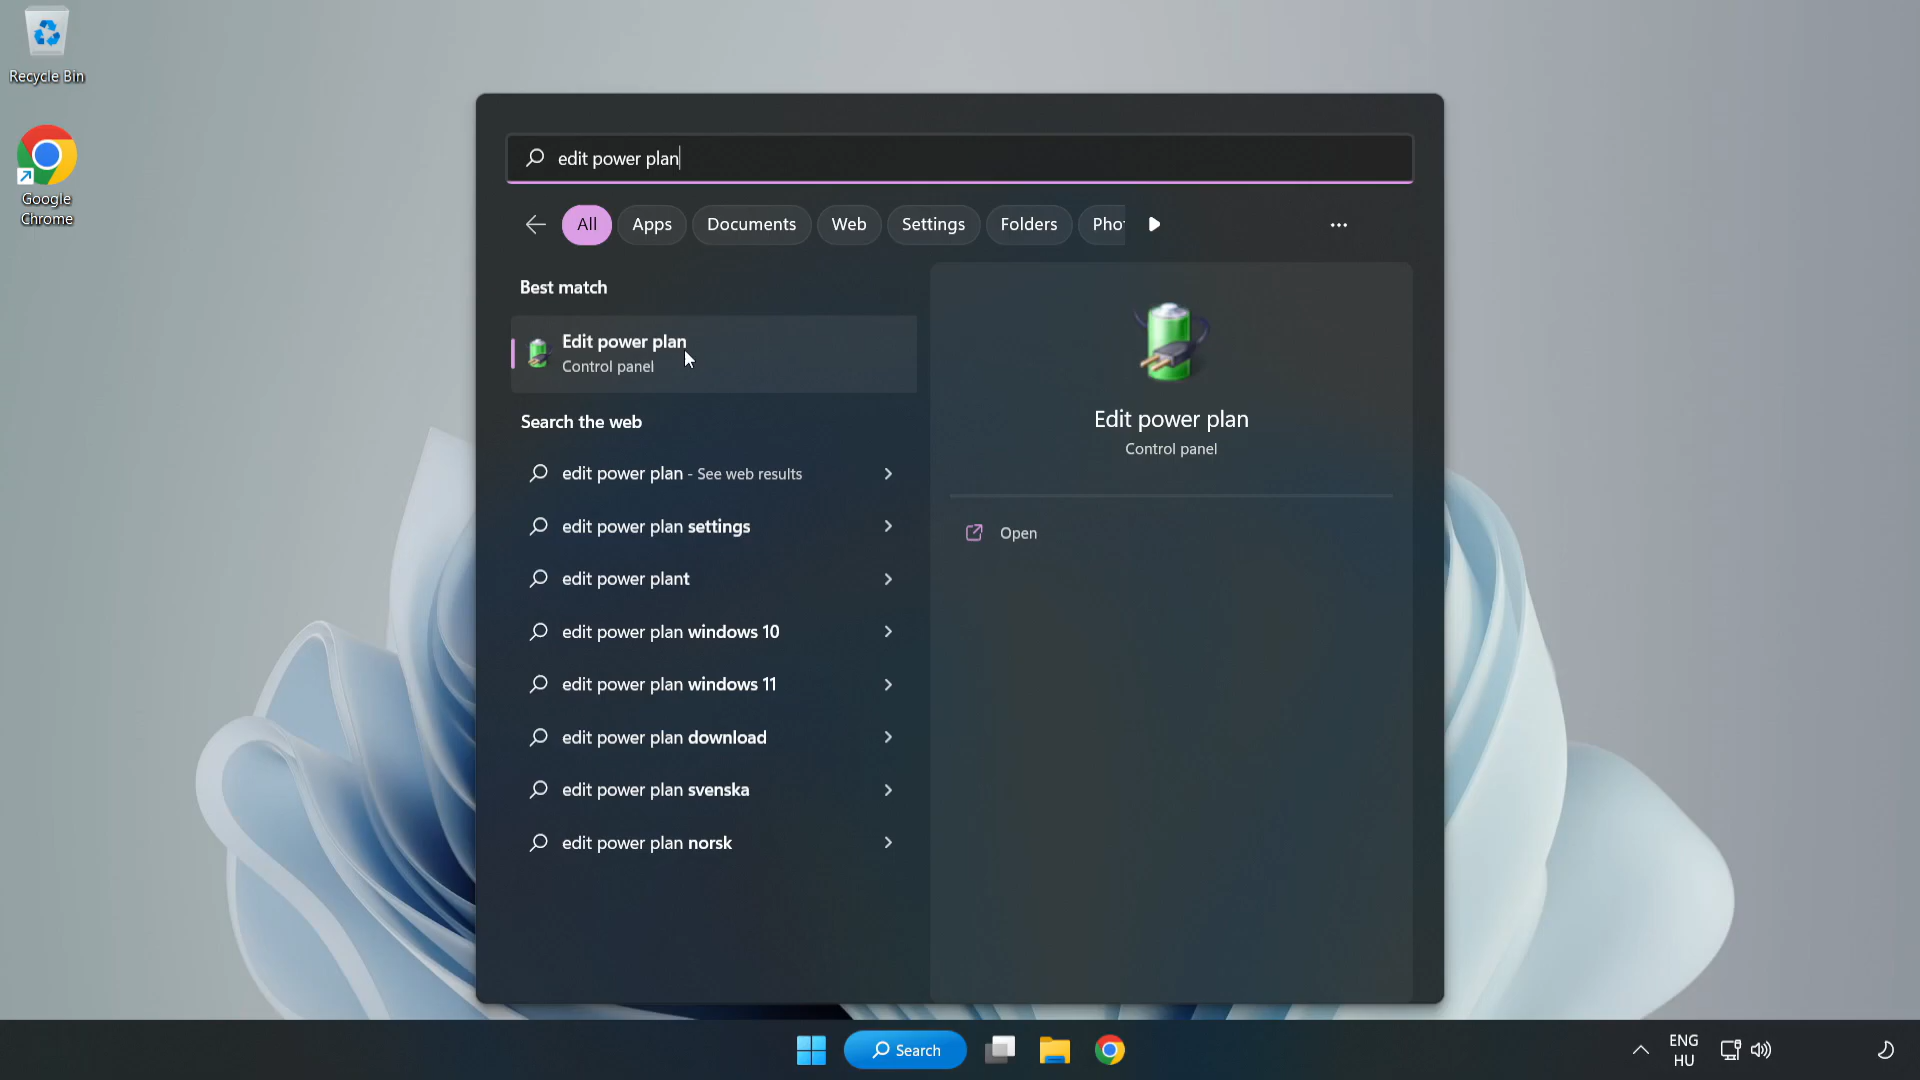 Recycle Bin
Google
Chrome
edit power plan
All
Apps
Documents
Web
Settings
Folders
Pho
Best match
Edit power plan
Control panel
Search the web
edit power plan - See web results
edit power plan settings
edit power plant
edit power plan windows 10
edit power plan windows 11
edit power plan download
edit power plan svenska
edit power plan norsk
Edit power plan
Control panel
Open
Search
ENG
HU